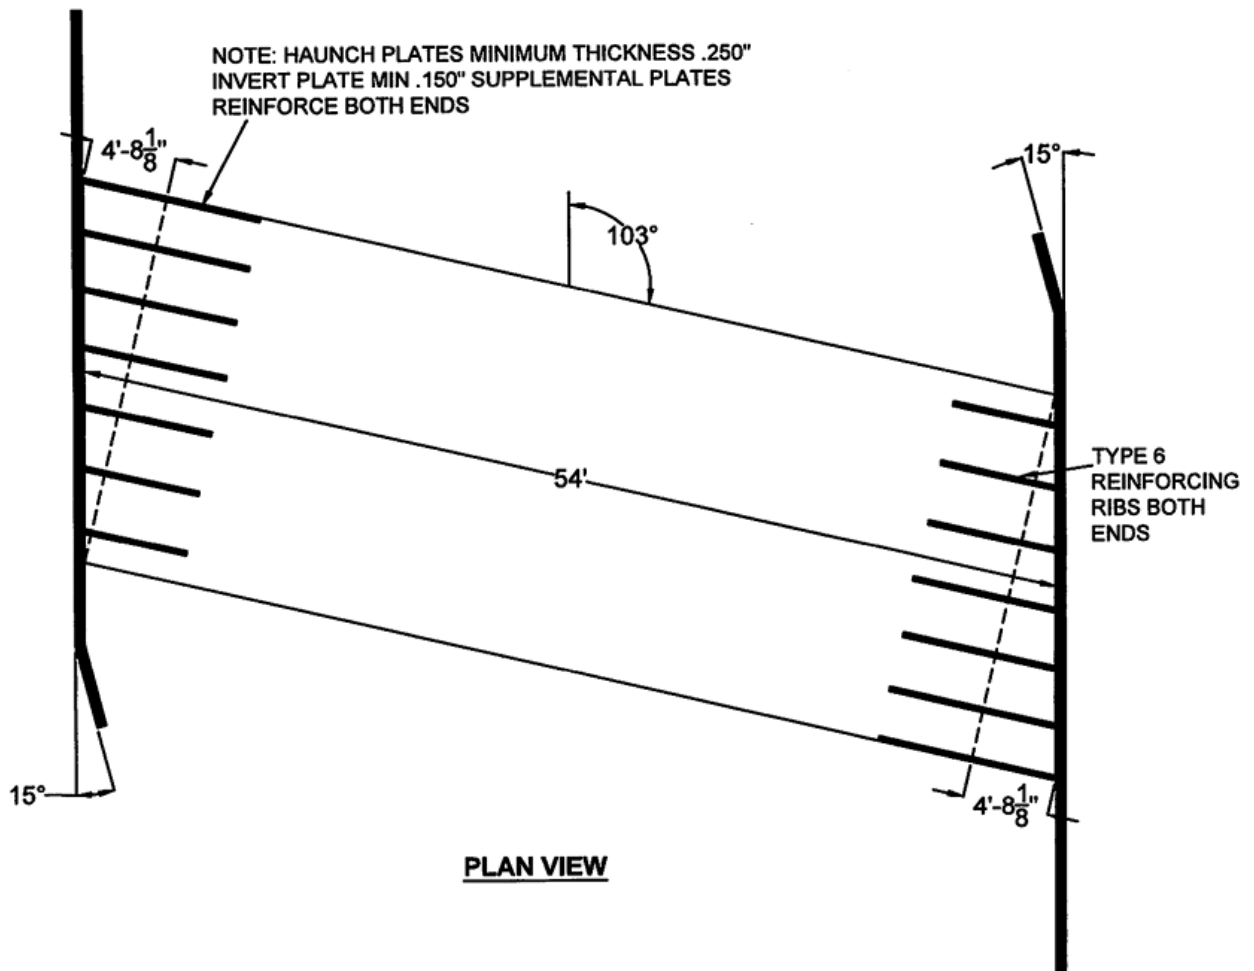 NOTE: HAUNCH PLATES MINIMUM THICKNESS .250"
INVERT PLATE MIN .150" SUPPLEMENTAL PLATES
REINFORCE BOTH ENDS
4'-8 1/8"
15°
103°
54'
TYPE 6
REINFORCING
RIBS BOTH
ENDS
15°
4'-8 1/8"
PLAN VIEW